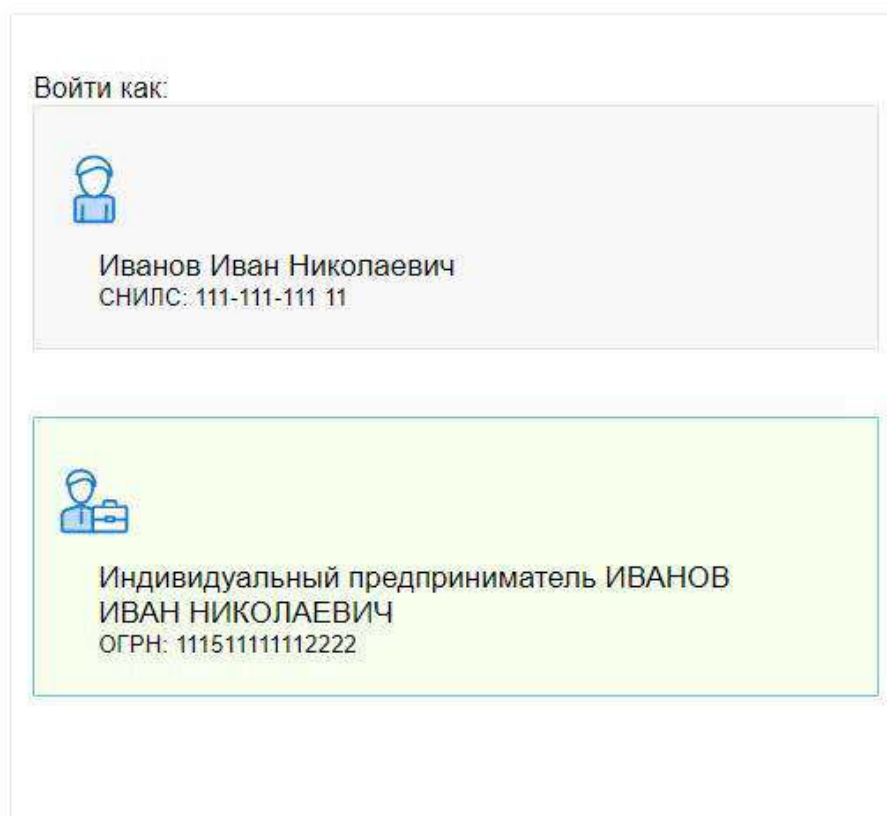 Войти как:
Иванов Иван Николаевич
СНИЛС: 111-111-111 11
Индивидуальный предприниматель ИВАНОВ
ИВАН НИКОЛАЕВИЧ
ОГРН: 111511111112222